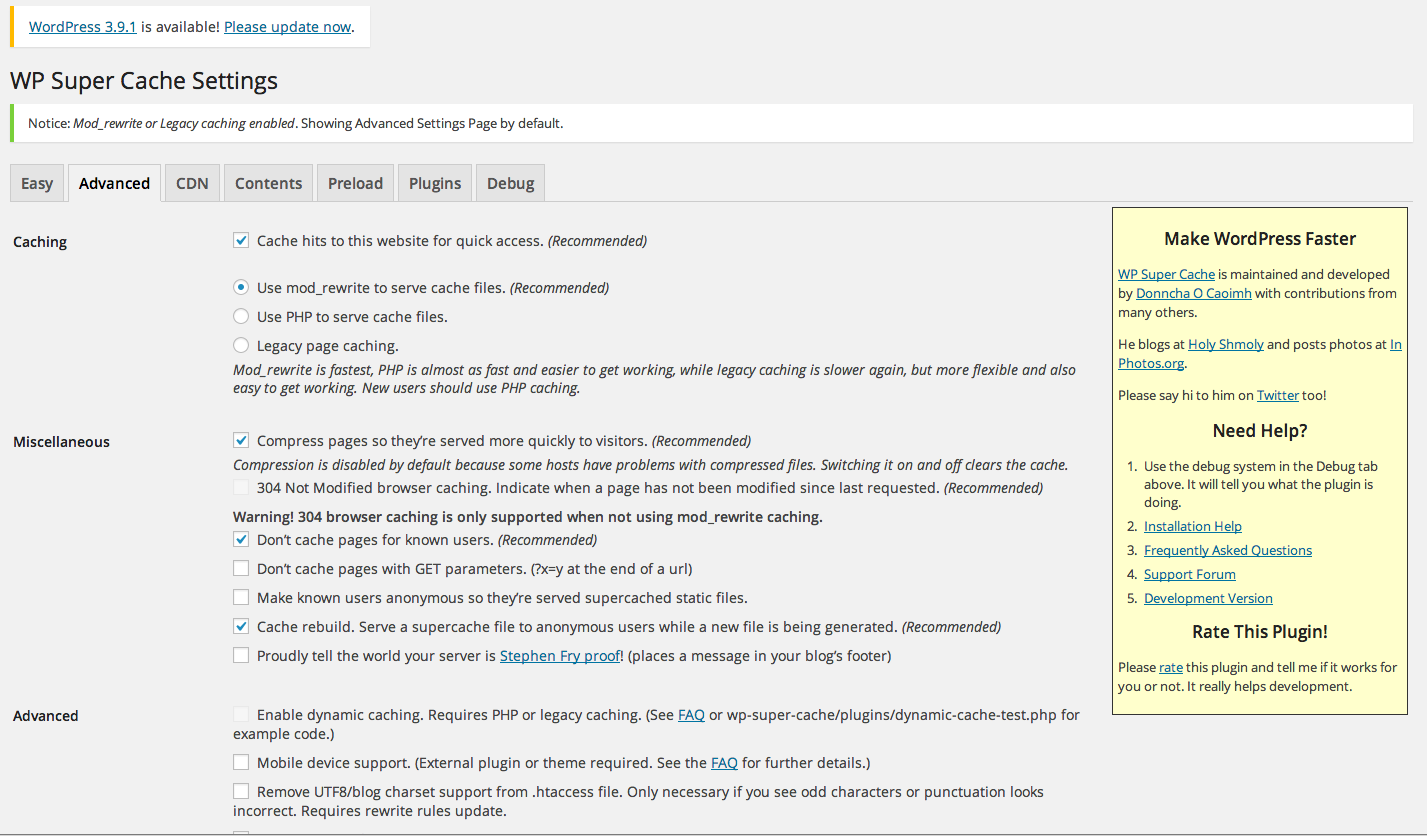 WordPress 3.9.1 is available! Please update now.
WP Super Cache Settings
Notice: Mod_rewrite or Legacy caching enabled. Showing Advanced Settings Page by default.
Easy
Advanced
CDN
Contents
Preload
Plugins
Debug
Caching
Cache hits to this website for quick access. (Recommended)
Use mod_rewrite to serve cache files. (Recommended)
Use PHP to serve cache files.
Legacy page caching.
Mod_rewrite is fastest, PHP is almost as fast and easier to get working, while legacy caching is slower again, but more flexible and also
easy to get working. New users should use PHP caching.
Miscellaneous
Compress pages so they’re served more quickly to visitors. (Recommended)
Compression is disabled by default because some hosts have problems with compressed files. Switching it on and off clears the cache.
304 Not Modified browser caching. Indicate when a page has not been modified since last requested. (Recommended)
Warning! 304 browser caching is only supported when not using mod_rewrite caching.
Don’t cache pages for known users. (Recommended)
Don’t cache pages with GET parameters. (?x=y at the end of a url)
Make known users anonymous so they’re served supercached static files.
Cache rebuild. Serve a supercache file to anonymous users while a new file is being generated. (Recommended)
Proudly tell the world your server is Stephen Fry proof! (places a message in your blog’s footer)
Advanced
Enable dynamic caching. Requires PHP or legacy caching. (See FAQ or wp-super-cache/plugins/dynamic-cache-test.php for
example code.)
Mobile device support. (External plugin or theme required. See the FAQ for further details.)
Remove UTF8/blog charset support from .htaccess file. Only necessary if you see odd characters or punctuation looks
incorrect. Requires rewrite rules update.
Make WordPress Faster
WP Super Cache is maintained and developed
by Donncha O Caoimh with contributions from
many others.
He blogs at Holy Shmoly and posts photos at In
Photos.org.
Please say hi to him on Twitter too!
Need Help?
1. Use the debug system in the Debug tab
above. It will tell you what the plugin is
doing.
2. Installation Help
3. Frequently Asked Questions
4. Support Forum
5. Development Version
Rate This Plugin!
Please rate this plugin and tell me if it works for
you or not. It really helps development.